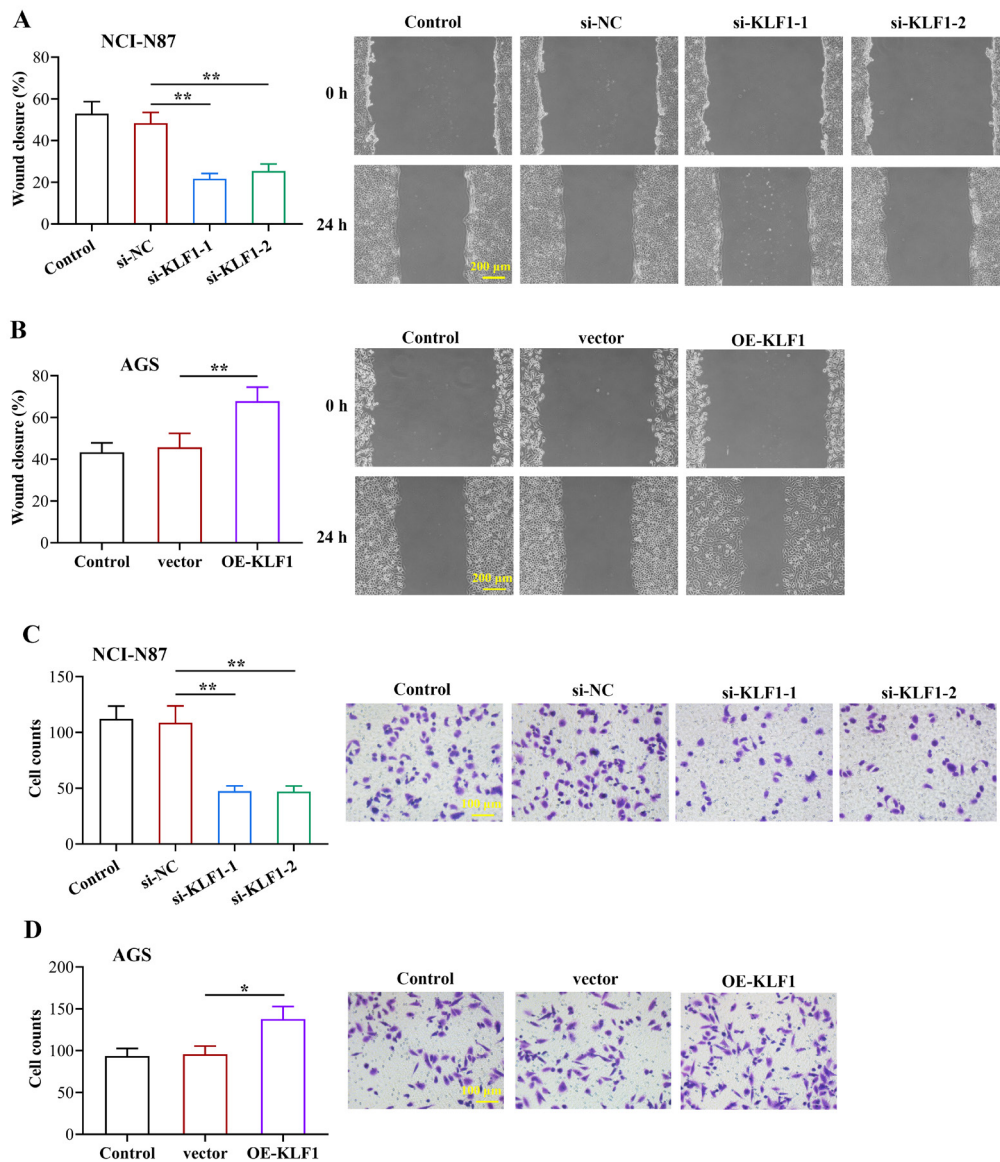 A
NCI-N87
Wound closure (%)
80
60
40
20
0
**
**
Control
si-NC
si-KLF1-1
si-KLF1-2
Control
si-NC
si-KLF1-1
si-KLF1-2
0 h
24 h
200 µm
B
AGS
Wound closure (%)
80
60
40
20
0
**
Control
vector
OE-KLF1
Control
vector
OE-KLF1
0 h
24 h
200 µm
C
NCI-N87
Cell counts
150
100
50
0
**
**
Control
si-NC
si-KLF1-1
si-KLF1-2
Control
si-NC
si-KLF1-1
si-KLF1-2
100 µm
D
AGS
Cell counts
200
150
100
50
0
*
Control
vector
OE-KLF1
Control
vector
OE-KLF1
100 µm